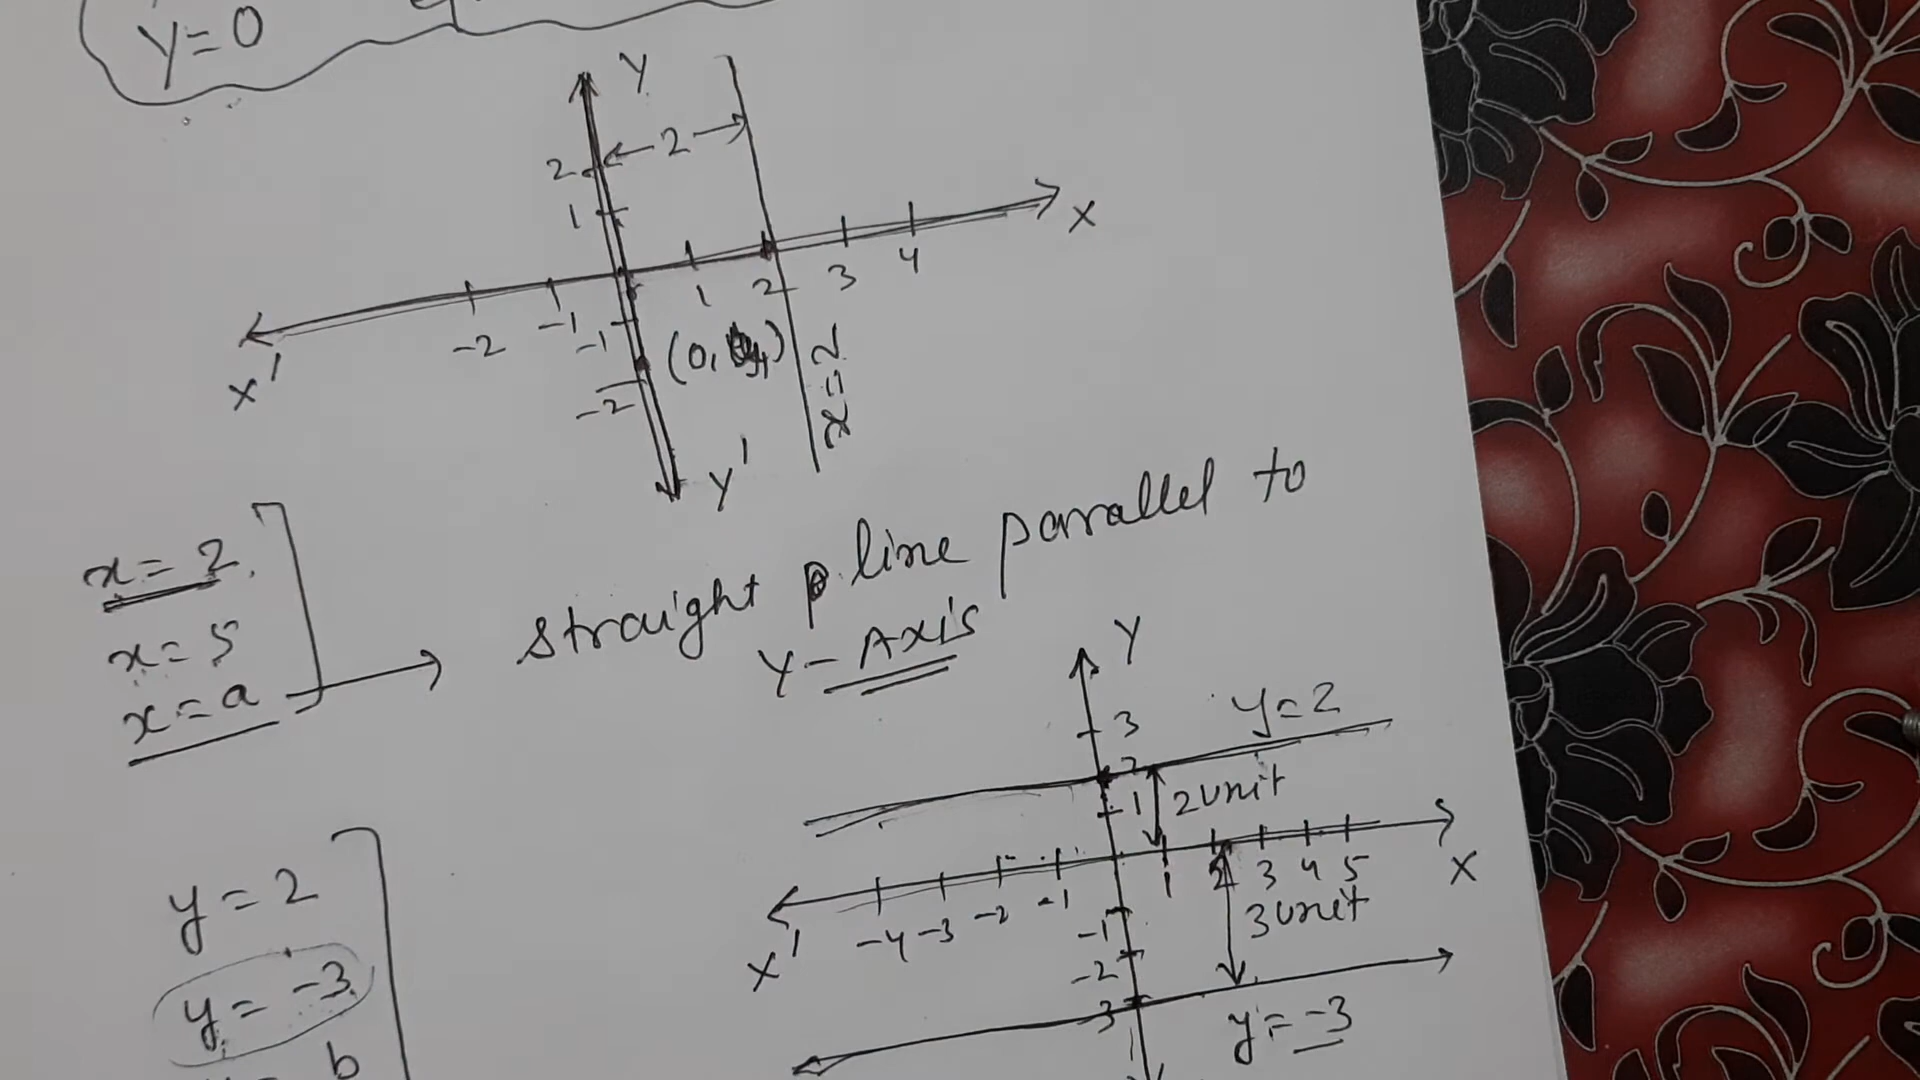 y=0
Y
2
2
1
X
-2
-1
1
2
3
4
-1
(0, )
-2
x=2
X'
Y'
x=2.
x=5
x=a
straight line parallel to
Y-Axis
Y
3
y=2
2
1
2unit
X
-4 -3 -2 -1
1 2 3 4 5
3unit
X'
-1
-2
3
y=2
y=-3
y=-3
b